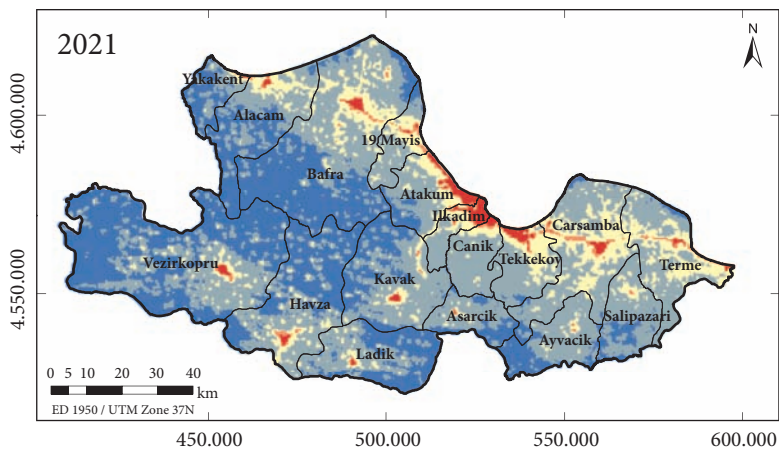 2021
N
Yakakent
Alacam
19 Mayis
Bafra
Atakum
Ilkadim
Carsamba
Canik
Tekkekoy
Terme
Vezirkopru
Kavak
Havza
Asarcik
Salipazari
Ayvacik
Ladik
0 5 10 20 30 40
km
ED 1950 / UTM Zone 37N
4.600.000
4.550.000
450.000 500.000 550.000 600.000